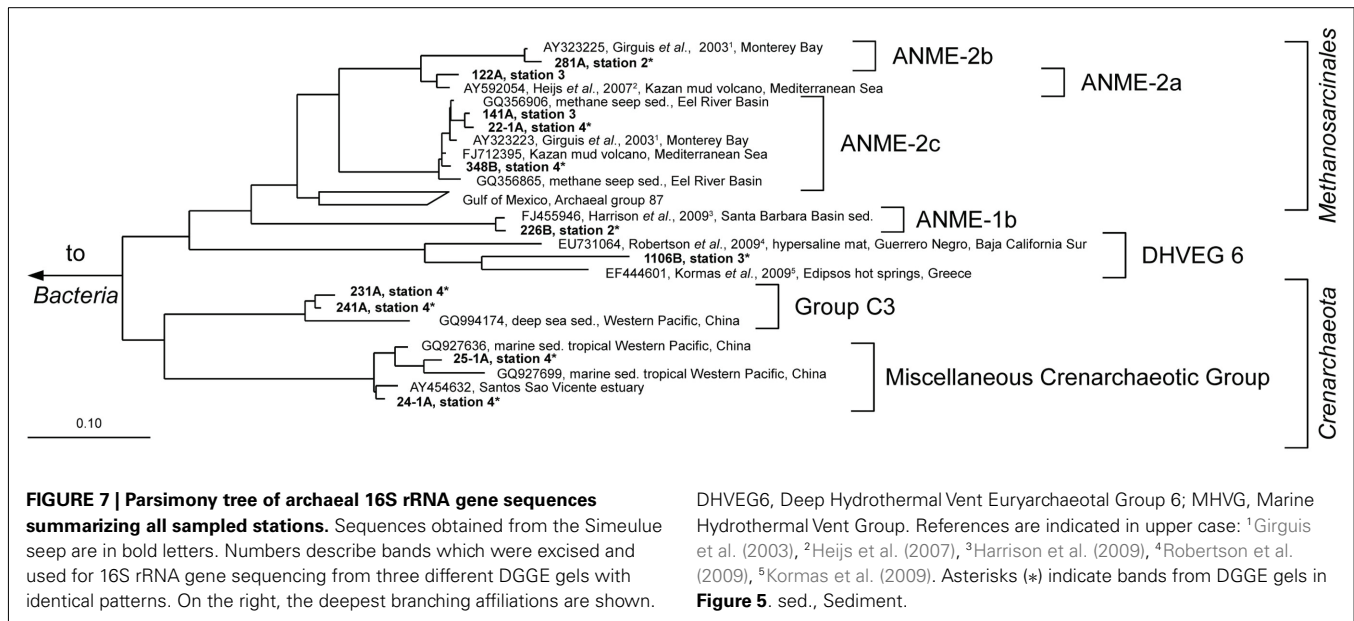 AY323225, Girguis et al., 2003¹, Monterey Bay
281A, station 2*
ANME-2b
122A, station 3
AY592054, Heijs et al., 2007², Kazan mud volcano, Mediterranean Sea
ANME-2a
GQ356906, methane seep sed., Eel River Basin
141A, station 3
22-1A, station 4*
AY323223, Girguis et al., 2003¹, Monterey Bay
FJ712395, Kazan mud volcano, Mediterranean Sea
348B, station 4*
GQ356865, methane seep sed., Eel River Basin
ANME-2c
Gulf of Mexico, Archaeal group 87
Methanosarcinales
FJ455946, Harrison et al., 2009³, Santa Barbara Basin sed.
226B, station 2*
ANME-1b
EU731064, Robertson et al., 2009⁴, hypersaline mat, Guerrero Negro, Baja California Sur
1106B, station 3*
EF444601, Kormas et al., 2009⁵, Edipsos hot springs, Greece
DHVEG 6
to
Bacteria
231A, station 4*
241A, station 4*
GQ994174, deep sea sed., Western Pacific, China
Group C3
GQ927636, marine sed. tropical Western Pacific, China
25-1A, station 4*
GQ927699, marine sed. tropical Western Pacific, China
AY454632, Santos Sao Vicente estuary
24-1A, station 4*
Miscellaneous Crenarchaeotic Group
Crenarchaeota
0.10
FIGURE 7 | Parsimony tree of archaeal 16S rRNA gene sequences
summarizing all sampled stations. Sequences obtained from the Simeulue
seep are in bold letters. Numbers describe bands which were excised and
used for 16S rRNA gene sequencing from three different DGGE gels with
identical patterns. On the right, the deepest branching affiliations are shown.
DHVEG6, Deep Hydrothermal Vent Euryarchaeotal Group 6; MHVG, Marine
Hydrothermal Vent Group. References are indicated in upper case: ¹Girguis
et al. (2003), ²Heijs et al. (2007), ³Harrison et al. (2009), ⁴Robertson et al.
(2009), ⁵Kormas et al. (2009). Asterisks (*) indicate bands from DGGE gels in
Figure 5. sed., Sediment.